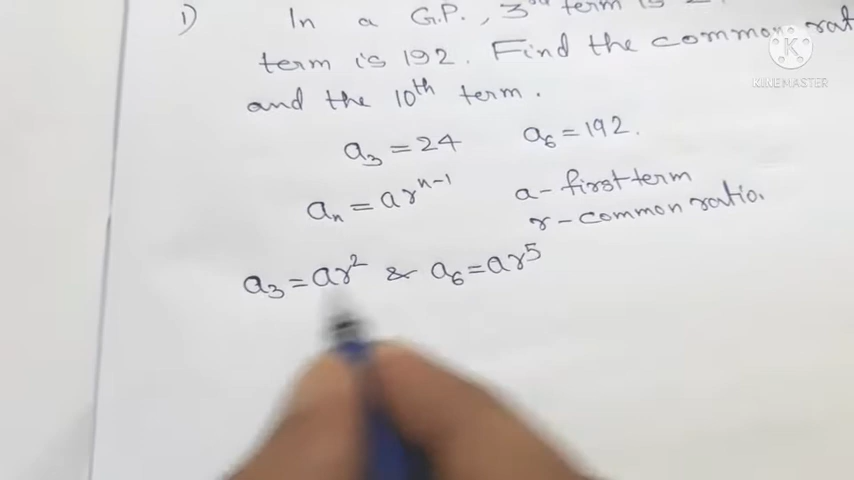 1) In a G.P., 3rd term is
term is 192. Find the common
and the 10th term.
a₃ = 24 a₆ = 192.
aₙ = arⁿ⁻¹ a - first term
r - common ratio.
a₃ = ar² & a₆ = ar⁵
KINEMASTER